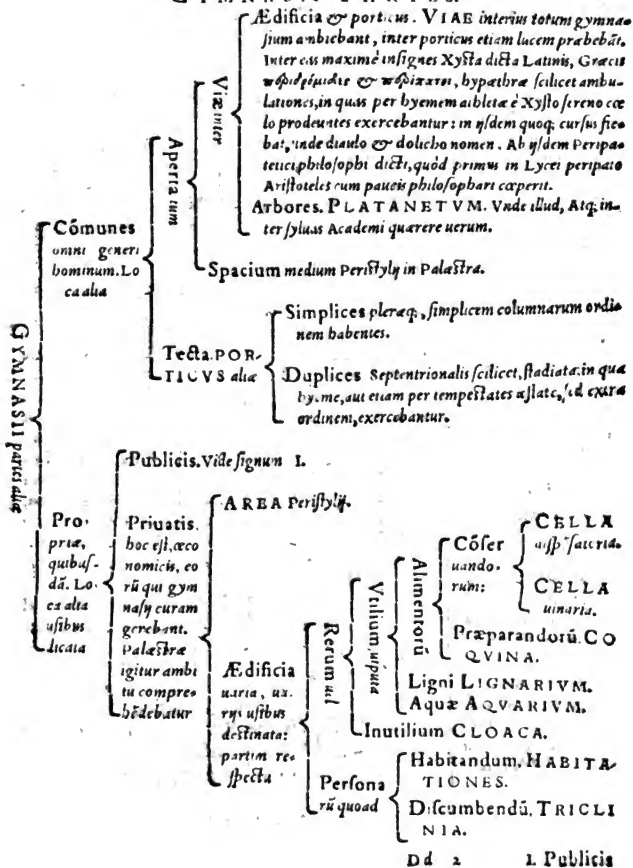 Ædificia & porticus. VIAE interius totum gymna-
sium ambiebant, inter porticus etiam lucem præbebāt.
Inter eas maximè insignes Xysta dicta Latinis, Græcis
hypæthræ scilicet ambu-
lationes, in quas per hyemem athletæ è Xysto sereno cœ
lo prodeuntes exercebantur: in ijsdem quoq; cursus fie-
bat, unde diaulo & dolicho nomen. Ab ijsdem Peripa-
tetici philosophi dicti, quòd primus in Lycei peripato
Aristoteles cum paucis philosophari cœperit.
Viæ inter
Arbores. PLATANETVM. Vnde illud, Atq; in-
ter syluas Academi quærere uerum.
Aperta tum
Spacium medium Peristylij in Palæstra.
Cōmunes
omni generi
hominum. Lo
ca alia
Simplices pleræq;, simplicem columnarum ordi-
nem habentes.
Tecta. POR-
TICVS aliæ
Duplices Septentrionalis scilicet, stadiata: in qua
hyeme, aut etiam per tempestates æstate, sed extra
ordinem, exercebantur.
GYMNASII partes aliæ
Publicis. Vide signum I.
Pro-
priæ,
quibus-
dā. Lo-
ca alia
usibus
dicata
Priuatis.
hoc est, œco
nomicis, eo
rū qui gym
nasij curam
gerebant.
Palæstræ
igitur ambi
tu compre-
hēdebatur
AREA Peristylij.
Ædificia
uaria, ua-
rijs usibus
destinata:
partim re-
specta
Rerum uel
Vtilium, utputa
Alimentorū
Cōser
uando-
rum:
CELLA
CELLA
uinaria.
Præparandorū. CO
QVINA.
Ligni LIGNARIVM.
Aquæ AQVARIVM.
Inutilium CLOACA.
Persona
rū quoad
Habitandum, HABITA-
TIONES.
Discumbendū, TRICLI
NIA.
Dd 2 I. Publicis